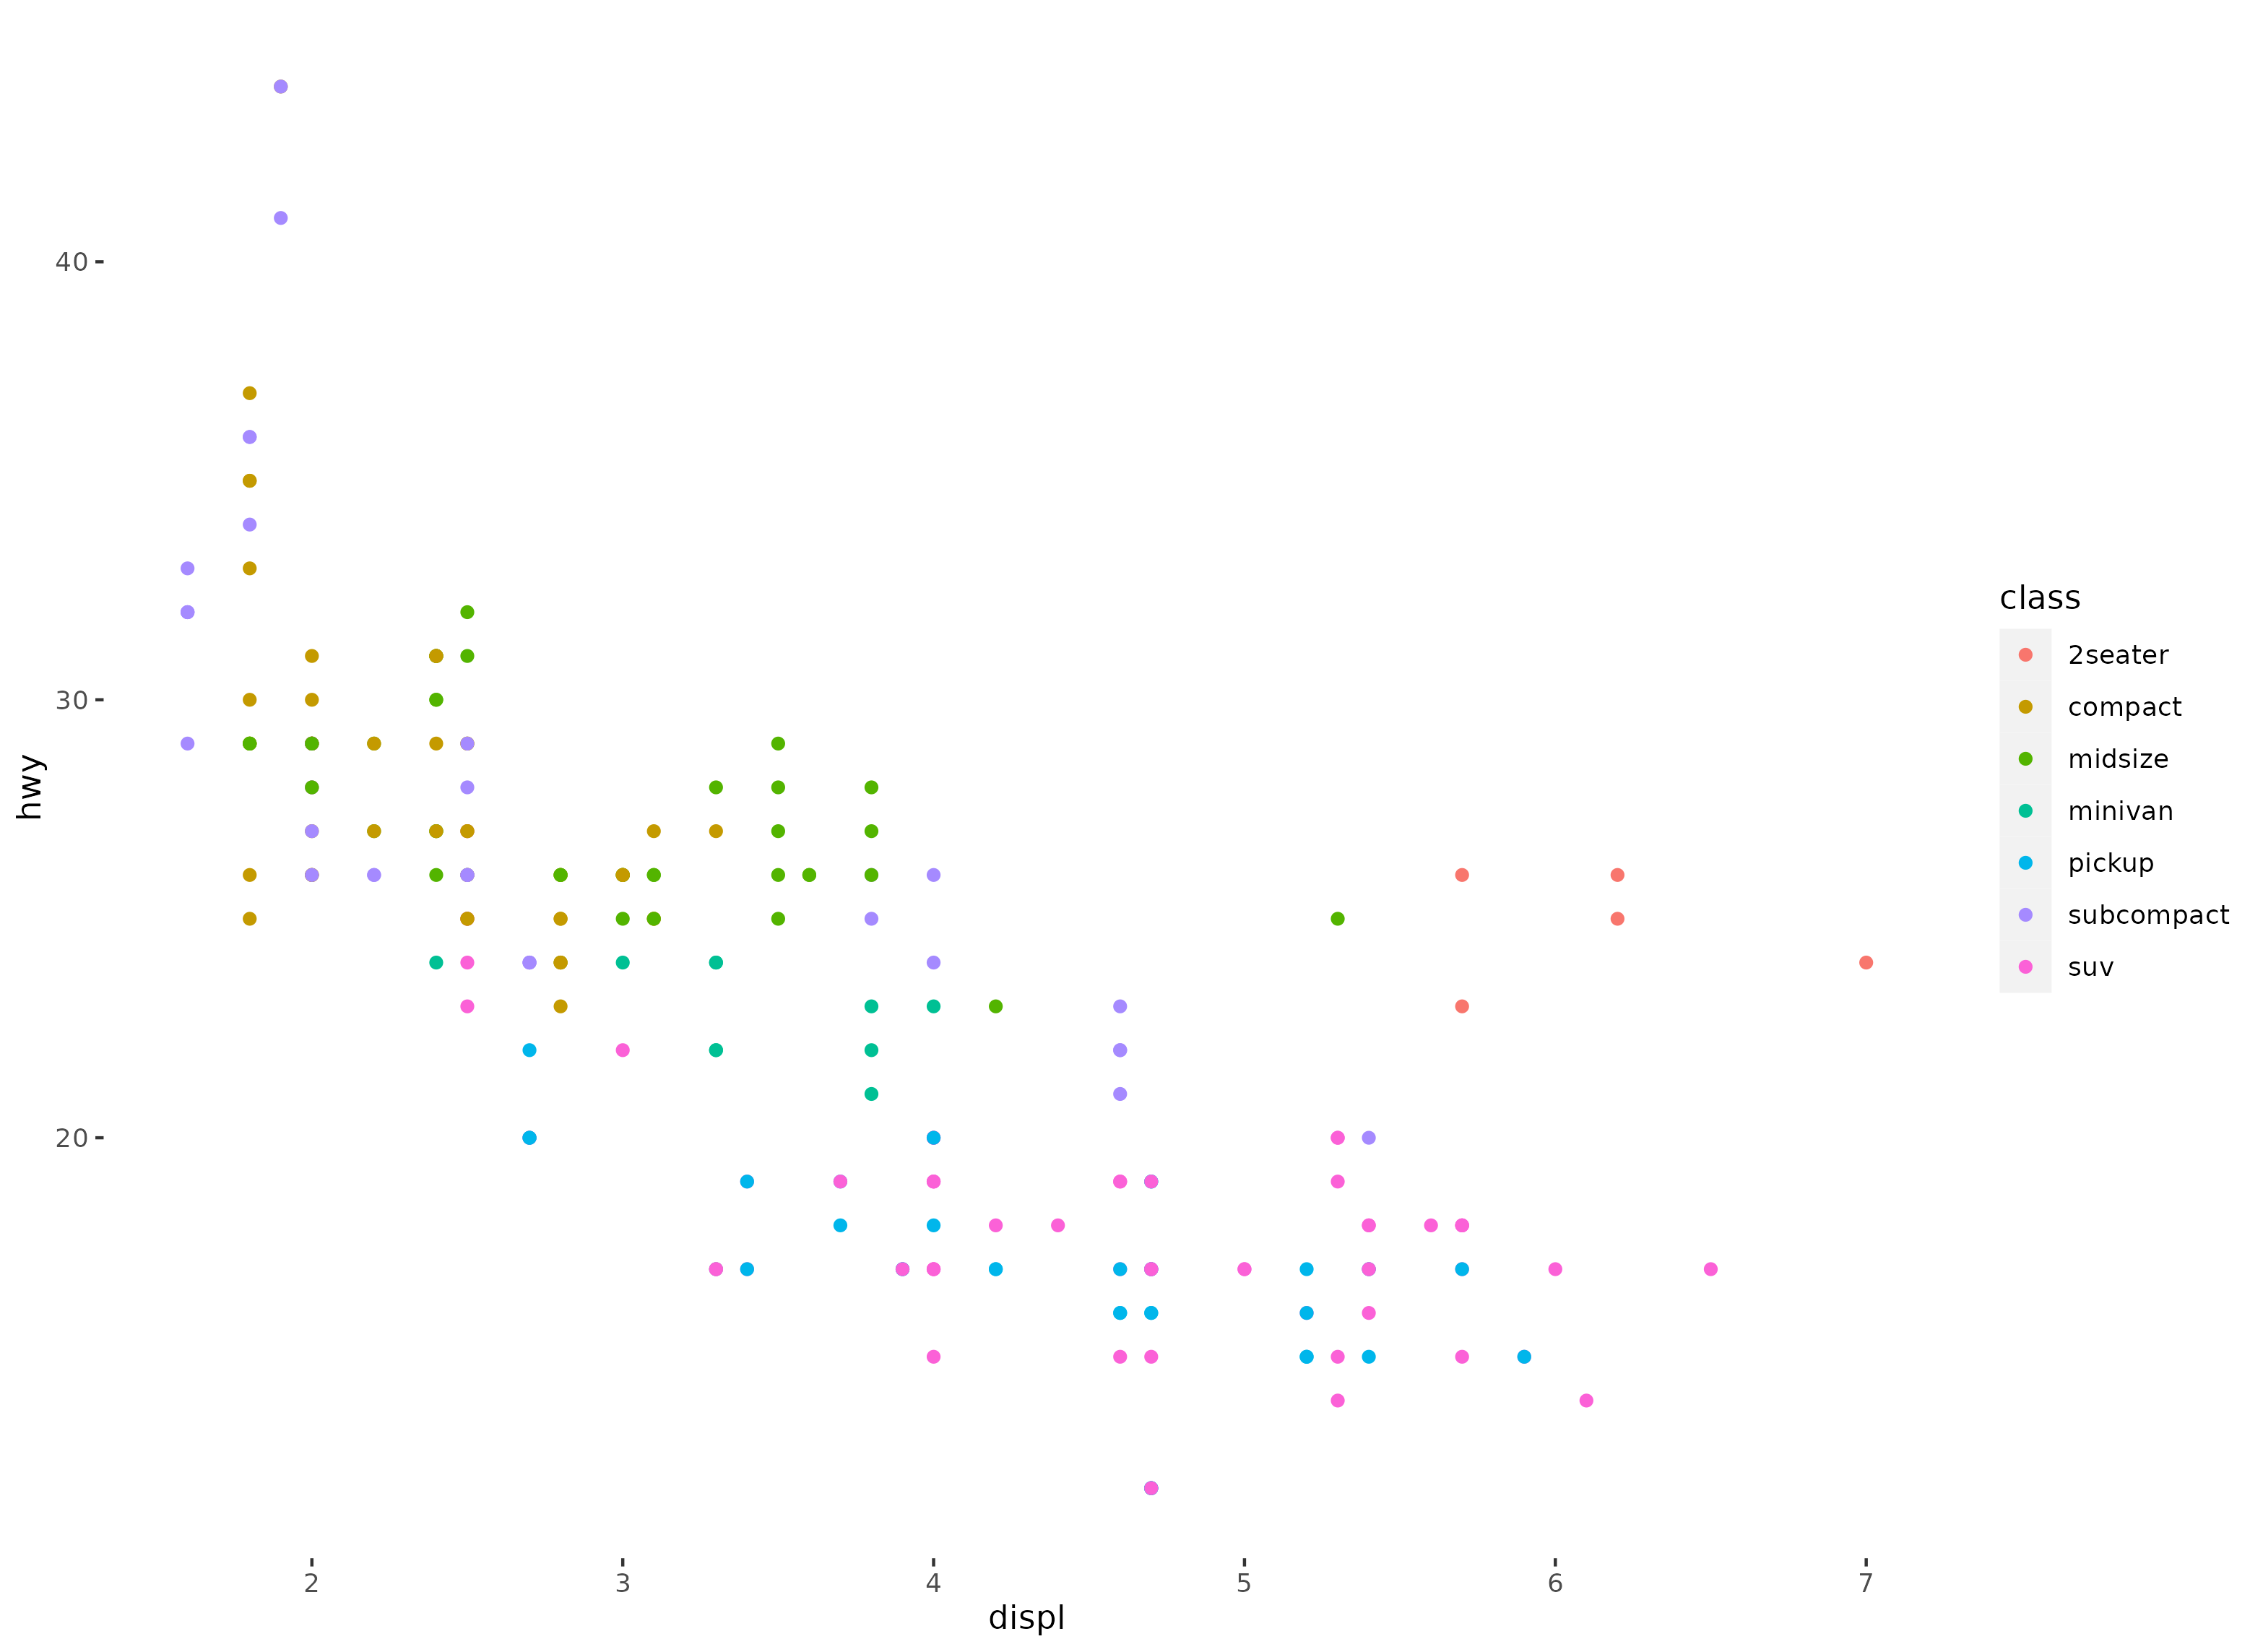 40
30
20
hwy
2
3
4
5
6
7
displ
class
2seater
compact
midsize
minivan
pickup
subcompact
suv